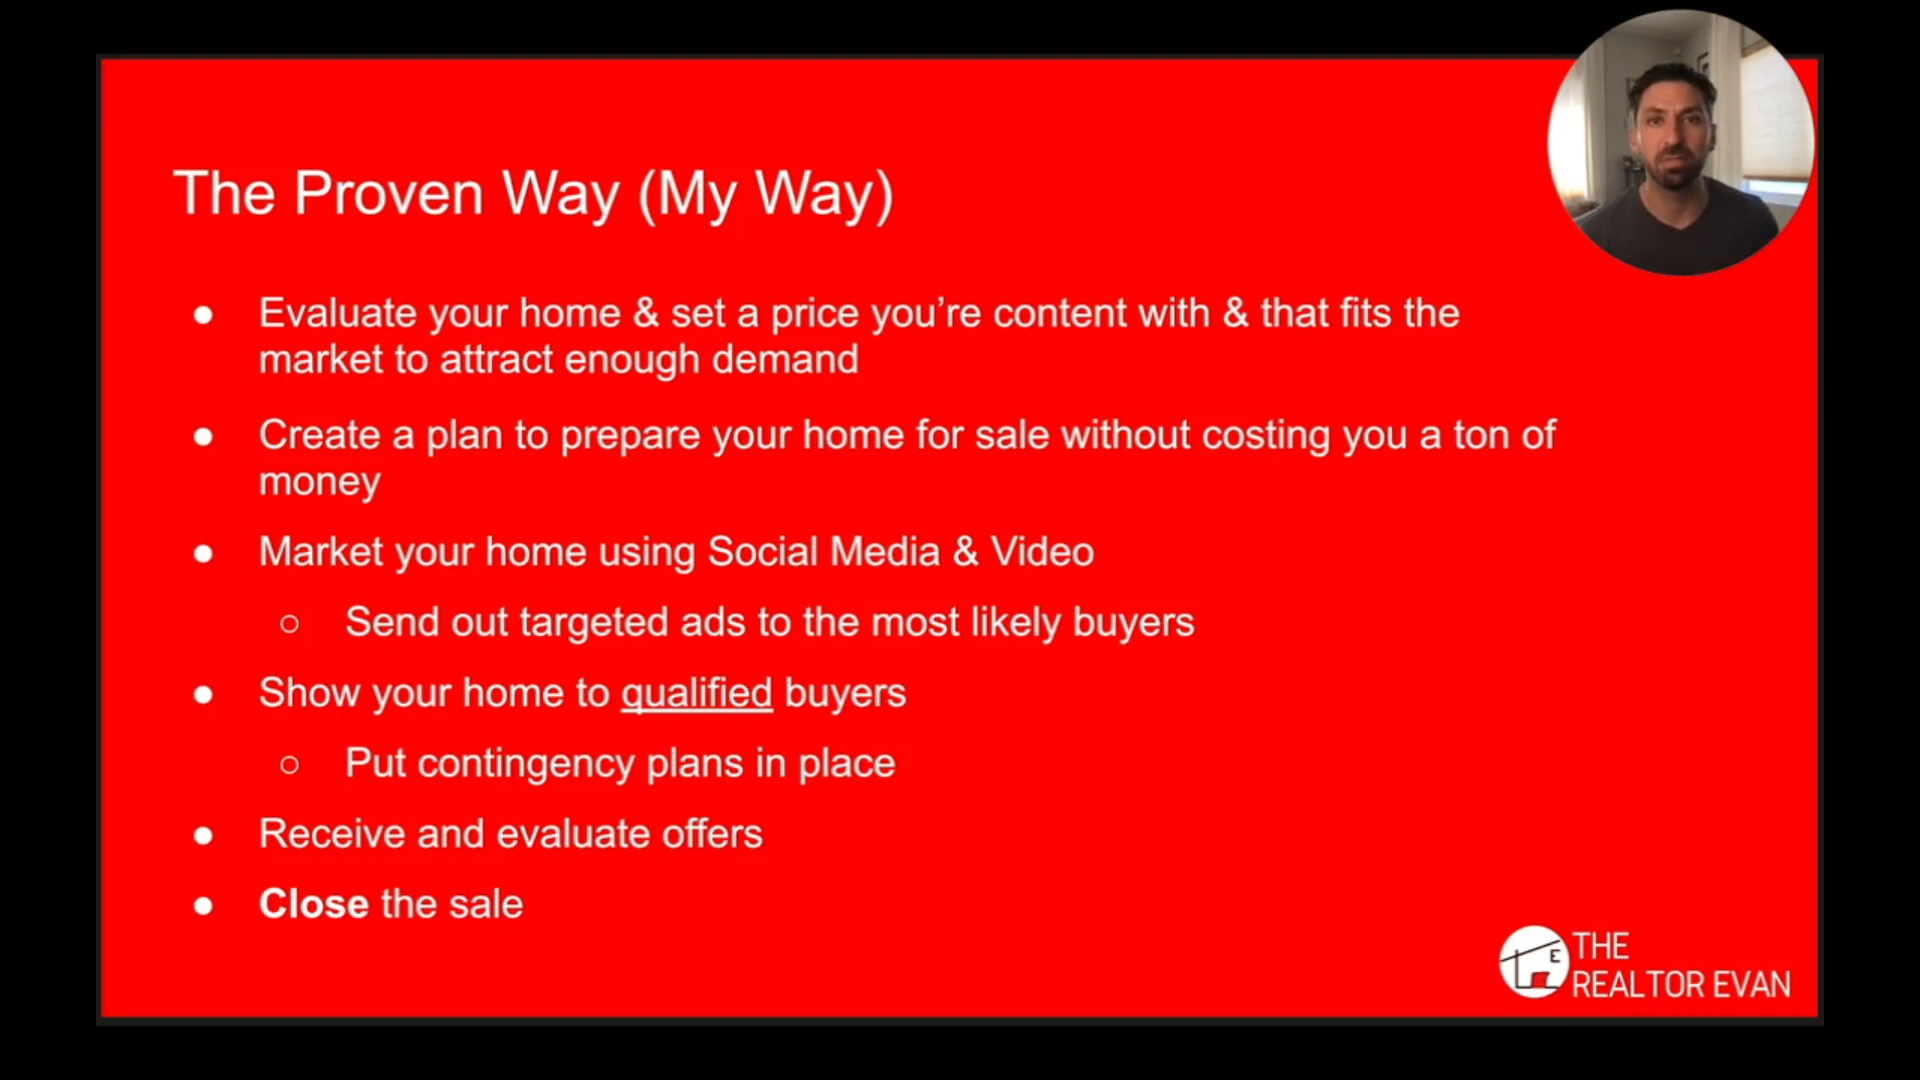 The Proven Way (My Way)
● Evaluate your home & set a price you’re content with & that fits the
market to attract enough demand
● Create a plan to prepare your home for sale without costing you a ton of
money
● Market your home using Social Media & Video
○ Send out targeted ads to the most likely buyers
● Show your home to qualified buyers
○ Put contingency plans in place
● Receive and evaluate offers
● Close the sale
E
THE
REALTOR EVAN